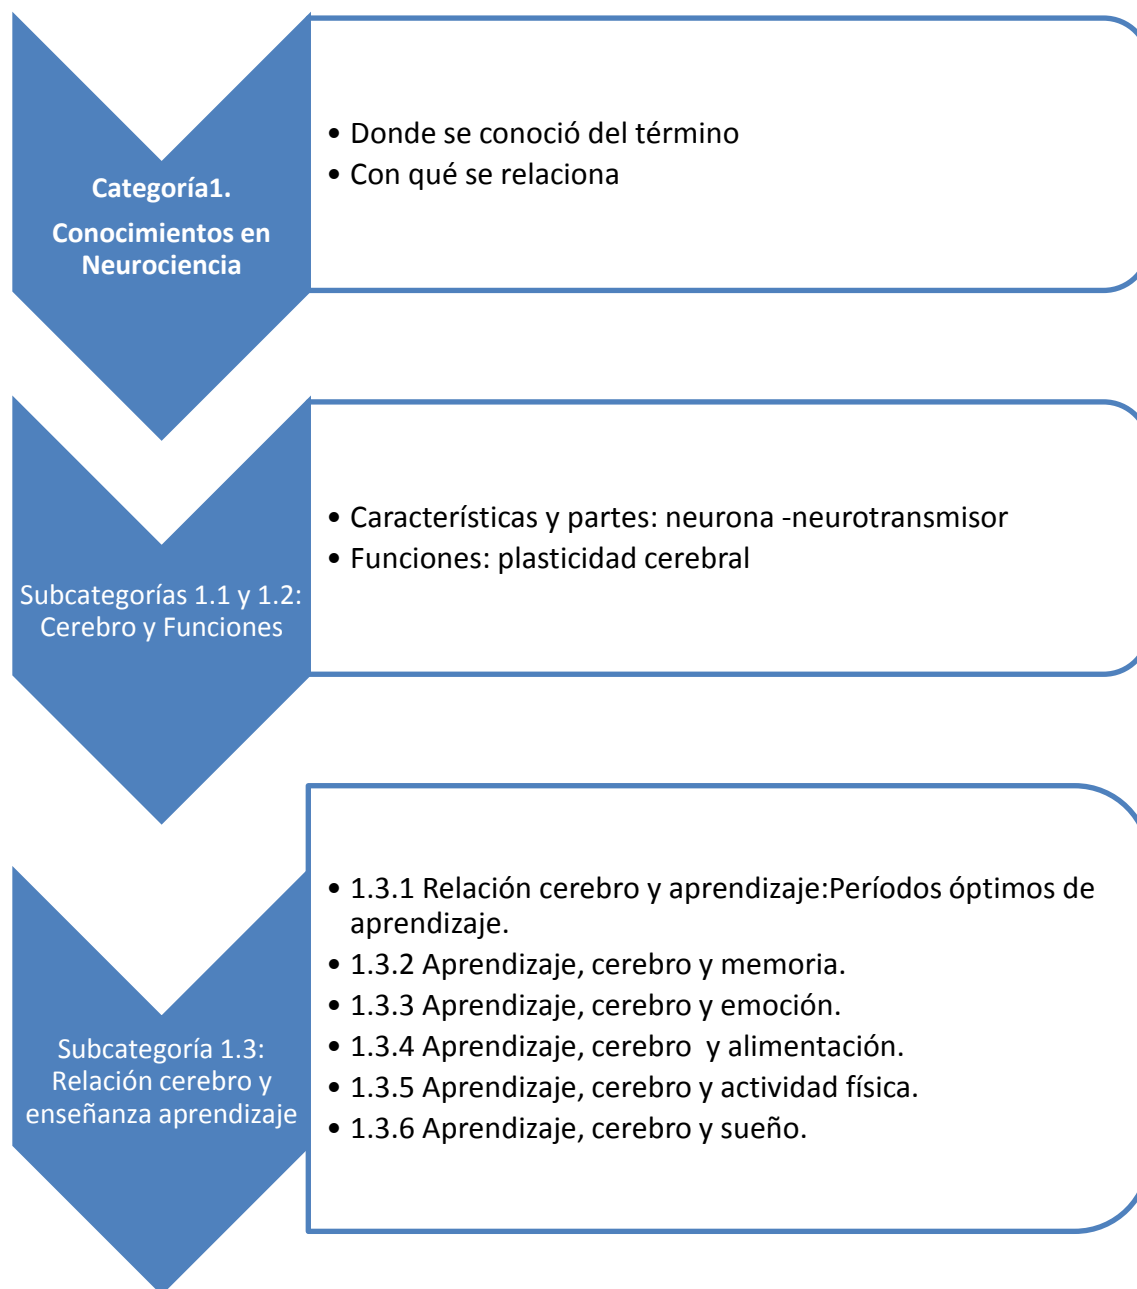 Categoría1.
Conocimientos en
Neurociencia
• Donde se conoció del término
• Con qué se relaciona
Subcategorías 1.1 y 1.2:
Cerebro y Funciones
• Características y partes: neurona -neurotransmisor
• Funciones: plasticidad cerebral
Subcategoría 1.3:
Relación cerebro y
enseñanza aprendizaje
• 1.3.1 Relación cerebro y aprendizaje:Períodos óptimos de
aprendizaje.
• 1.3.2 Aprendizaje, cerebro y memoria.
• 1.3.3 Aprendizaje, cerebro y emoción.
• 1.3.4 Aprendizaje, cerebro  y alimentación.
• 1.3.5 Aprendizaje, cerebro y actividad física.
• 1.3.6 Aprendizaje, cerebro y sueño.